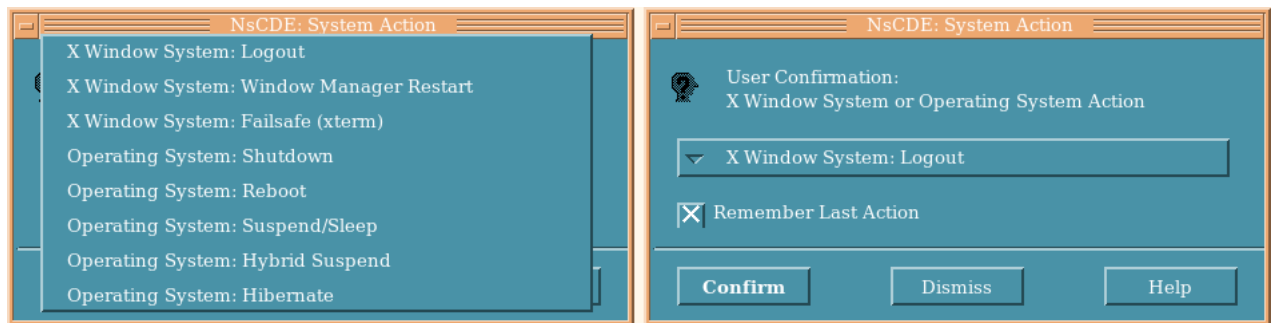 NsCDE: System Action
X Window System: Logout
X Window System: Window Manager Restart
X Window System: Failsafe (xterm)
Operating System: Shutdown
Operating System: Reboot
Operating System: Suspend/Sleep
Operating System: Hybrid Suspend
Operating System: Hibernate
NsCDE: System Action
User Confirmation:
X Window System or Operating System Action
X Window System: Logout
Remember Last Action
Confirm
Dismiss
Help